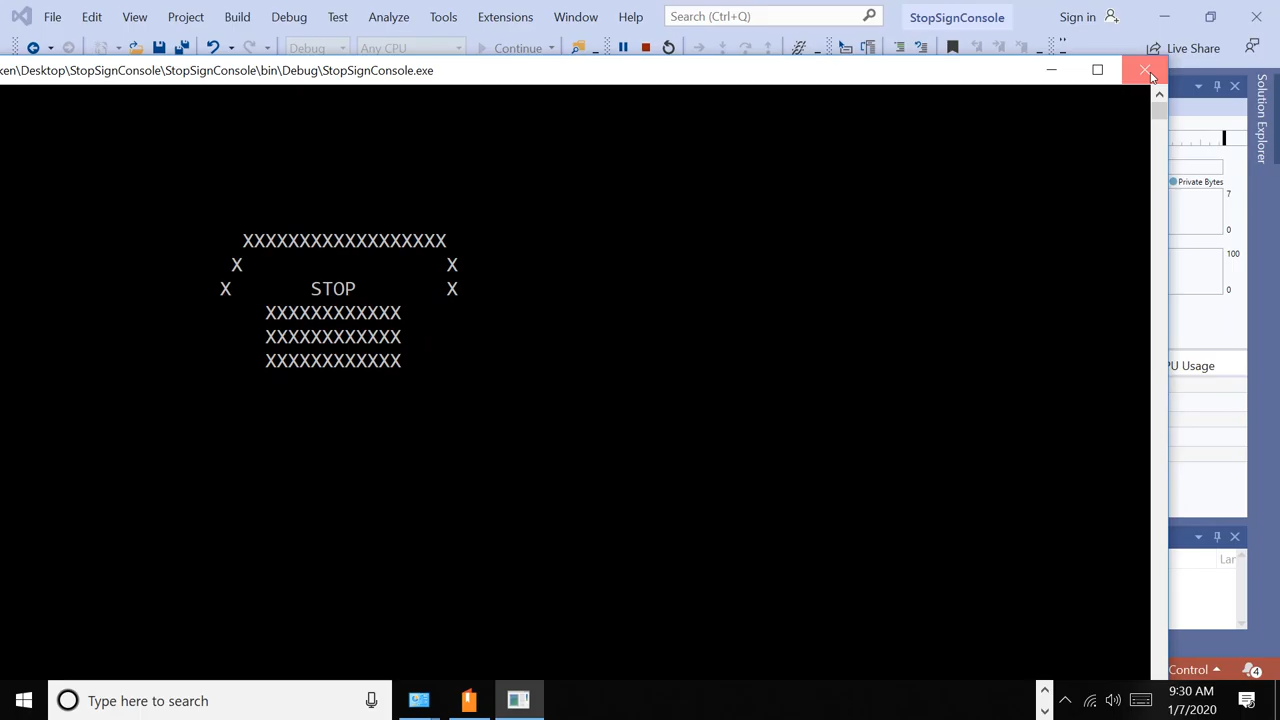 File Edit View Project Build Debug Test Analyze Tools Extensions Window Help Search (Ctrl+Q) StopSignConsole Sign in
Debug Any CPU Continue Live Share
ken\Desktop\StopSignConsole\StopSignConsole\bin\Debug\StopSignConsole.exe
Solution Explorer
Private Bytes
7
0
100
0
XXXXXXXXXXXXXXXXXX
X X
X STOP X
XXXXXXXXXXXX
XXXXXXXXXXXX
XXXXXXXXXXXX
PU Usage
Lar
Control
4
Type here to search
9:30 AM
1/7/2020